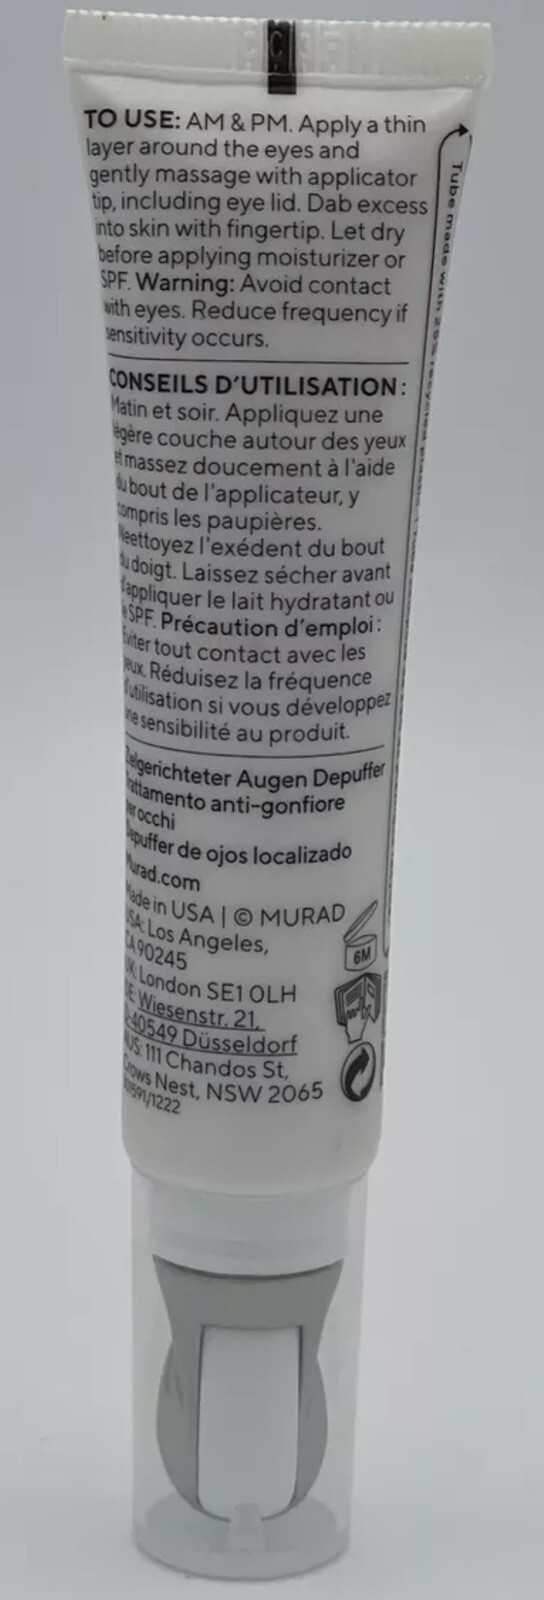 TO USE: AM & PM. Apply a thin
layer around the eyes and
gently massage with applicator
tip, including eye lid. Dab excess
into skin with fingertip. Let dry
before applying moisturizer or
SPF. Warning: Avoid contact
with eyes. Reduce frequency if
sensitivity occurs.
CONSEILS D'UTILISATION:
Matin et soir. Appliquez une
légère couche autour des yeux
et massez doucement à l'aide
du bout de l'applicateur, y
compris les paupières.
Neettoyez l'exédent du bout
du doigt. Laissez sécher avant
d'appliquer le lait hydratant ou
le SPF. Précaution d'emploi:
Éviter tout contact avec les
yeux. Réduisez la fréquence
d'utilisation si vous développez
une sensibilité au produit.
Zielgerichteter Augen Depuffer
Trattamento anti-gonfiore
per occhi
Depuffer de ojos localizado
Murad.com
Made in USA | © MURAD
USA: Los Angeles,
CA 90245
UK: London SE1 0LH
DE: Wiesenstr. 21,
D-40549 Düsseldorf
AUS: 111 Chandos St,
Crows Nest, NSW 2065
6M
Tube made with